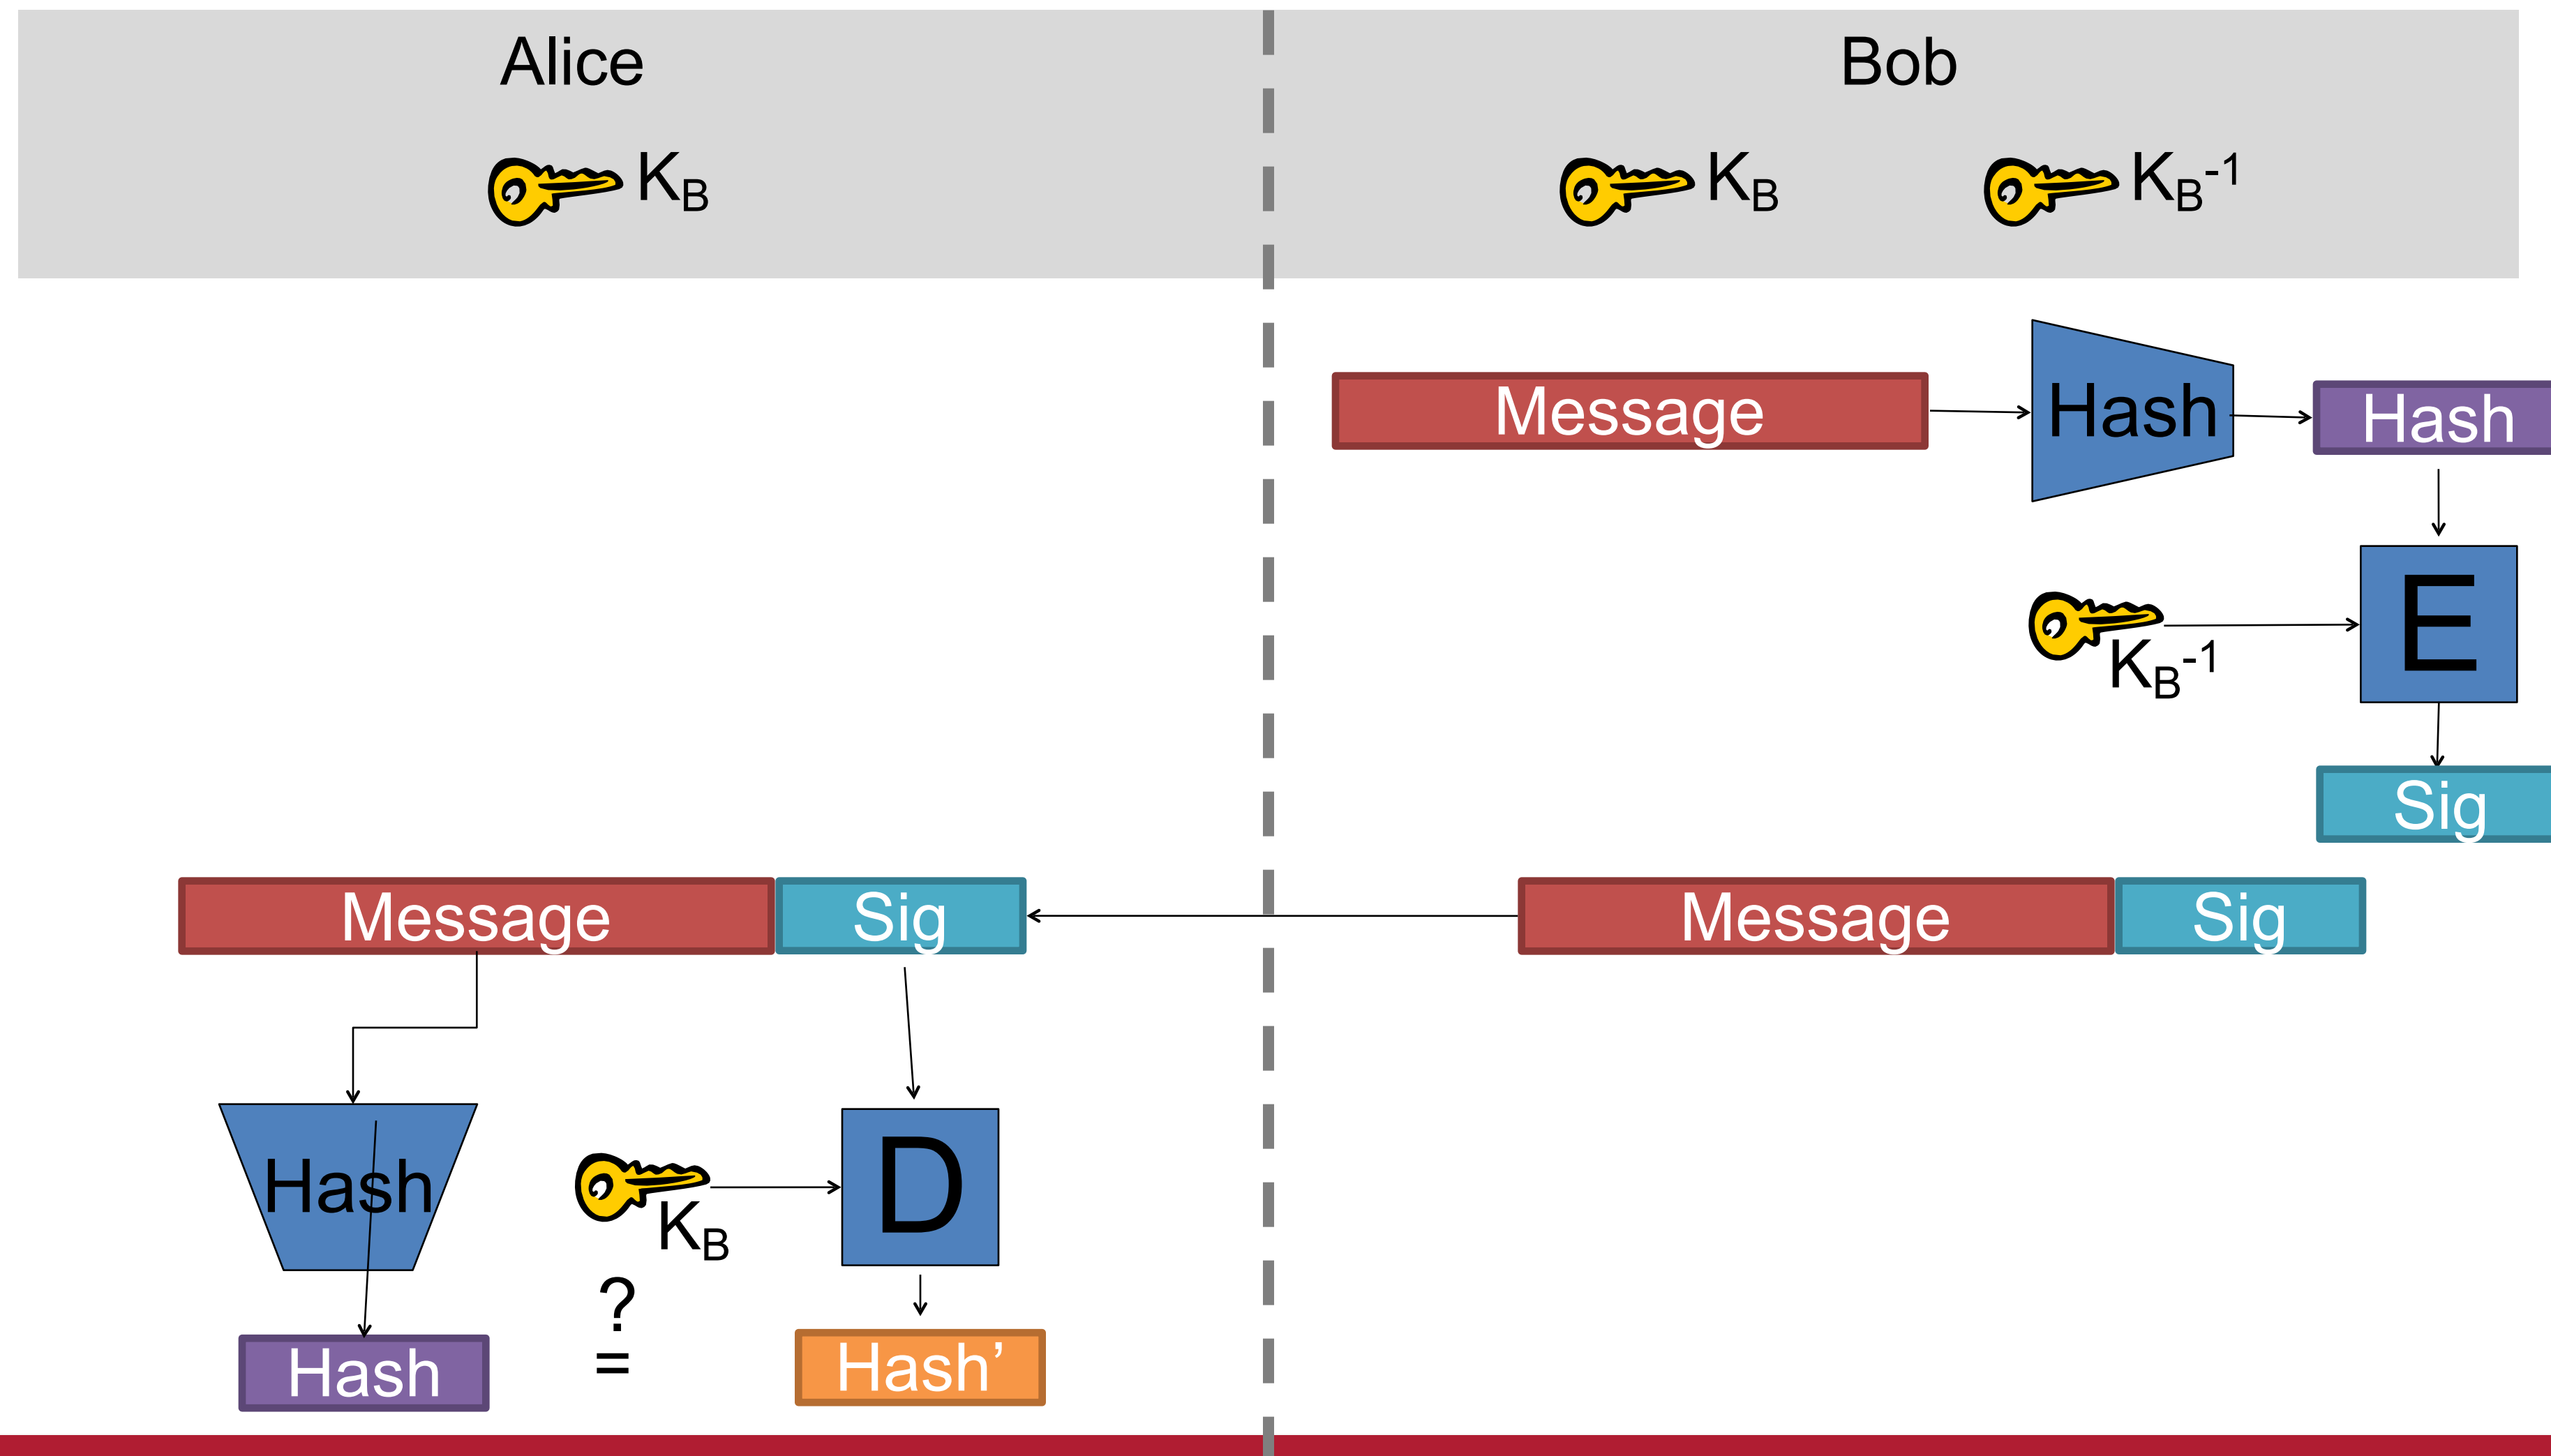 Alice
Bob
K_B
K_B
K_B^-1
Message
Hash
Hash
E
K_B^-1
Sig
Message
Sig
Message
Sig
Hash
K_B
D
?
=
Hash
Hash’